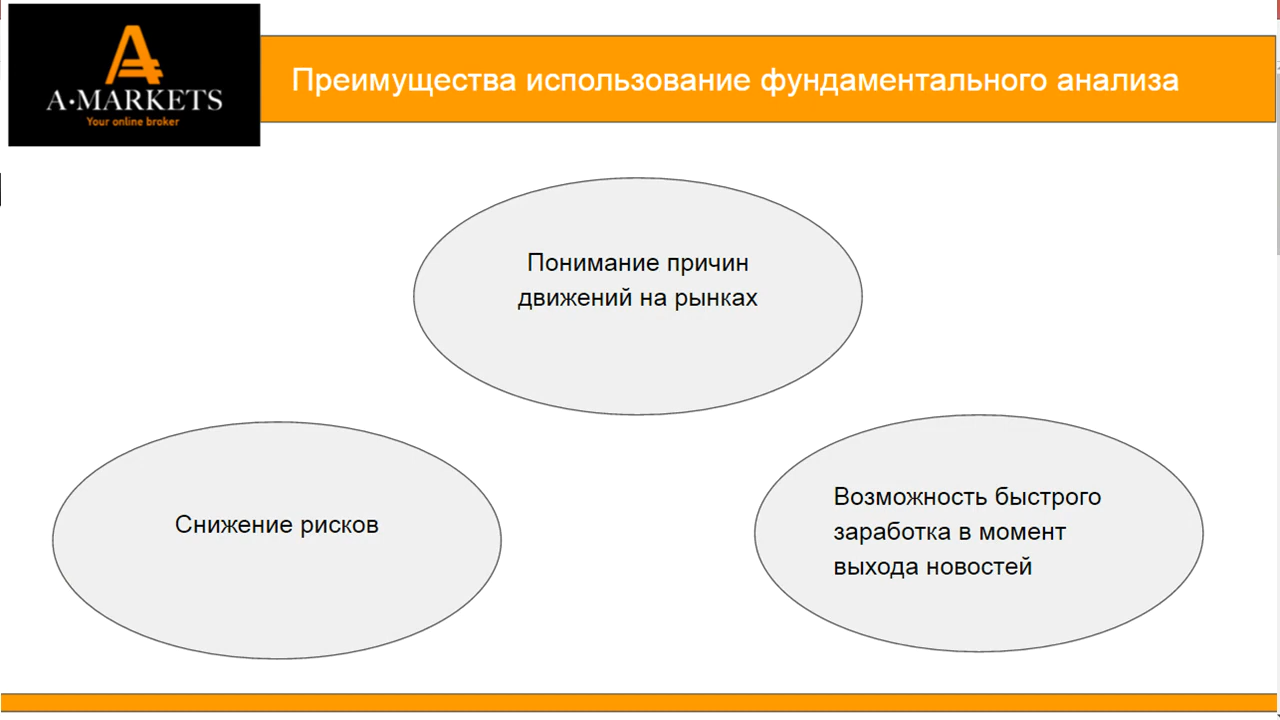 A·MARKETS
Your online broker
Преимущества использование фундаментального анализа
Понимание причин
движений на рынках
Снижение рисков
Возможность быстрого
заработка в момент
выхода новостей